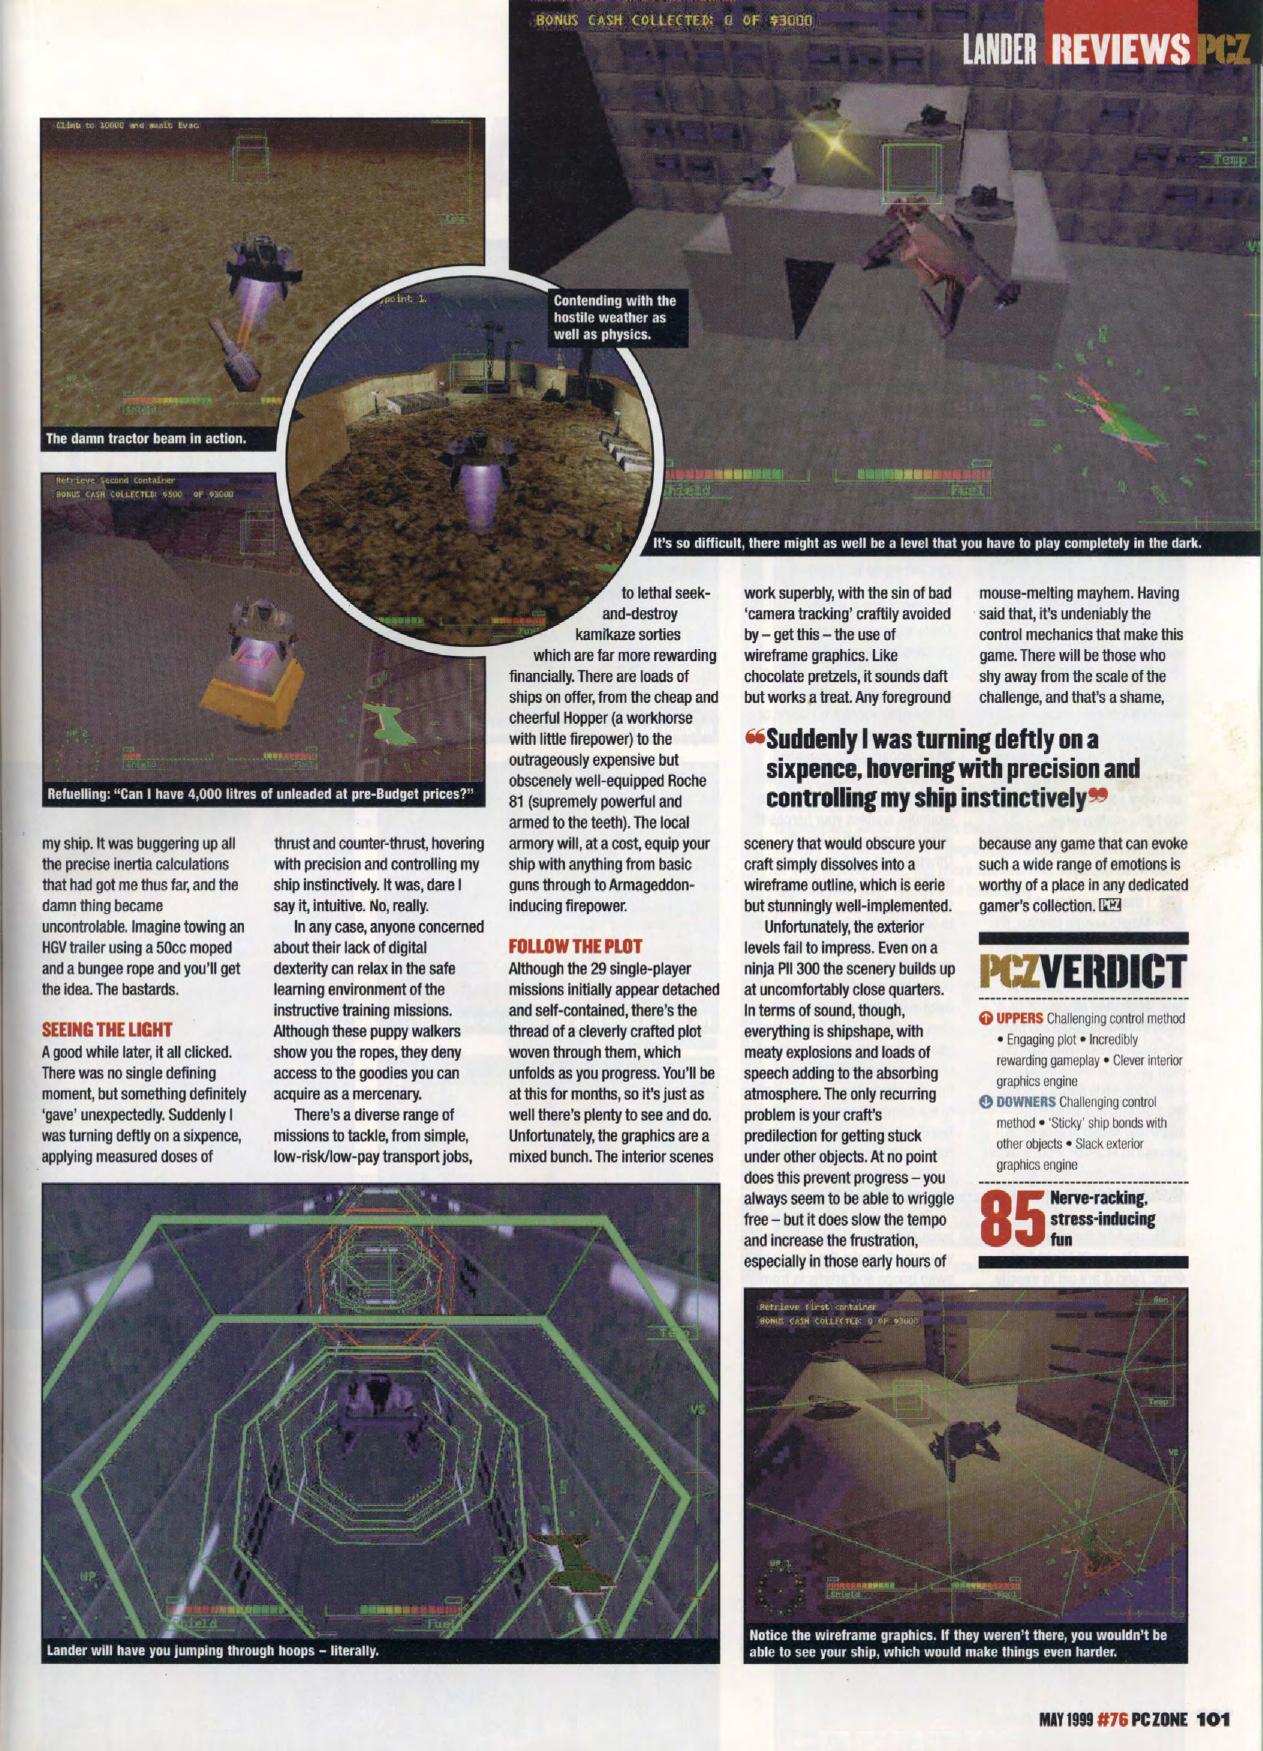 LANDER REVIEWS PCZ
BONUS CASH COLLECTED: 0 OF $3000
Temp
VS
Shield
Fuel
It's so difficult, there might as well be a level that you have to play completely in the dark.
Climb to 10000 and await Evac
Shield
The damn tractor beam in action.
point 1.
Fuel
Contending with the
hostile weather as
well as physics.
Retrieve Second Container
BONUS CASH COLLECTED: $500 OF $3000
UP 2
Shield
Fuel
Refuelling: “Can I have 4,000 litres of unleaded at pre-Budget prices?”
my ship. It was buggering up all
the precise inertia calculations
that had got me thus far, and the
damn thing became
uncontrolable. Imagine towing an
HGV trailer using a 50cc moped
and a bungee rope and you'll get
the idea. The bastards.
SEEING THE LIGHT
A good while later, it all clicked.
There was no single defining
moment, but something definitely
'gave' unexpectedly. Suddenly I
was turning deftly on a sixpence,
applying measured doses of
thrust and counter-thrust, hovering
with precision and controlling my
ship instinctively. It was, dare I
say it, intuitive. No, really.
In any case, anyone concerned
about their lack of digital
dexterity can relax in the safe
learning environment of the
instructive training missions.
Although these puppy walkers
show you the ropes, they deny
access to the goodies you can
acquire as a mercenary.
There's a diverse range of
missions to tackle, from simple,
low-risk/low-pay transport jobs,
to lethal seek-
and-destroy
kamikaze sorties
which are far more rewarding
financially. There are loads of
ships on offer, from the cheap and
cheerful Hopper (a workhorse
with little firepower) to the
outrageously expensive but
obscenely well-equipped Roche
81 (supremely powerful and
armed to the teeth). The local
armory will, at a cost, equip your
ship with anything from basic
guns through to Armageddon-
inducing firepower.
FOLLOW THE PLOT
Although the 29 single-player
missions initially appear detached
and self-contained, there's the
thread of a cleverly crafted plot
woven through them, which
unfolds as you progress. You'll be
at this for months, so it's just as
well there's plenty to see and do.
Unfortunately, the graphics are a
mixed bunch. The interior scenes
work superbly, with the sin of bad
'camera tracking' craftily avoided
by – get this – the use of
wireframe graphics. Like
chocolate pretzels, it sounds daft
but works a treat. Any foreground
“Suddenly I was turning deftly on a
sixpence, hovering with precision and
controlling my ship instinctively”
scenery that would obscure your
craft simply dissolves into a
wireframe outline, which is eerie
but stunningly well-implemented.
Unfortunately, the exterior
levels fail to impress. Even on a
ninja PII 300 the scenery builds up
at uncomfortably close quarters.
In terms of sound, though,
everything is shipshape, with
meaty explosions and loads of
speech adding to the absorbing
atmosphere. The only recurring
problem is your craft's
predilection for getting stuck
under other objects. At no point
does this prevent progress – you
always seem to be able to wriggle
free – but it does slow the tempo
and increase the frustration,
especially in those early hours of
mouse-melting mayhem. Having
said that, it's undeniably the
control mechanics that make this
game. There will be those who
shy away from the scale of the
challenge, and that's a shame,
because any game that can evoke
such a wide range of emotions is
worthy of a place in any dedicated
gamer's collection. PCZ
PCZVERDICT
UPPERS Challenging control method
• Engaging plot • Incredibly
rewarding gameplay • Clever interior
graphics engine
DOWNERS Challenging control
method • 'Sticky' ship bonds with
other objects • Slack exterior
graphics engine
85 Nerve-racking,
stress-inducing
fun
Temp
VS
UP
Shield
Fuel
Lander will have you jumping through hoops – literally.
Retrieve first container
BONUS CASH COLLECTED: 0 OF $3000
Gen
Temp
VS
UP 1
Shield
Fuel
Notice the wireframe graphics. If they weren't there, you wouldn't be
able to see your ship, which would make things even harder.
MAY 1999 #76 PC ZONE 101